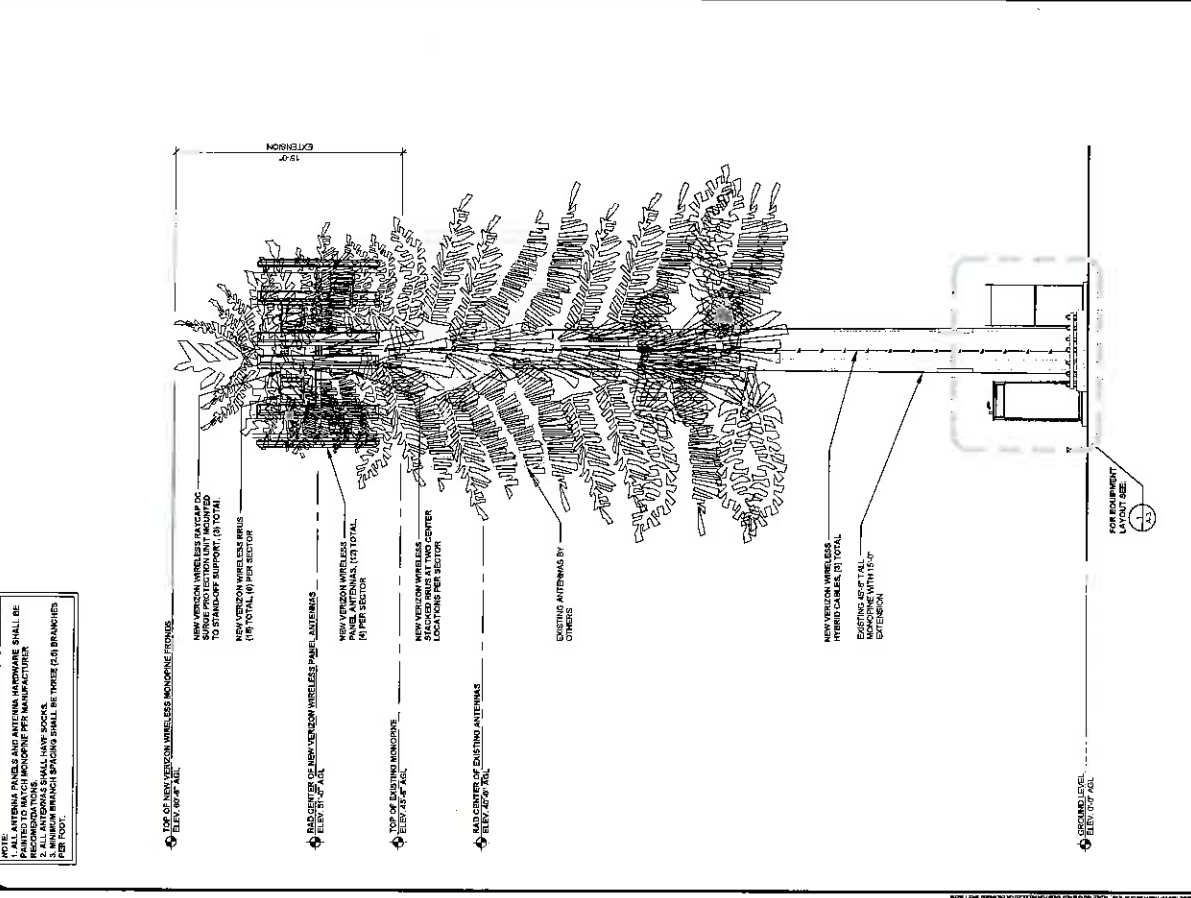 NOTE:
1. ALL ANTENNA PANELS AND ANTENNA HARDWARE SHALL BE
PAINTED TO MATCH MONOPINE PER MANUFACTURER
RECOMENDATIONS.
2. ALL ANTENNAS SHALL HAVE SOCKS.
3. MINIMUM BRANCH SPACING SHALL BE THREE BRANCHES
PER FOOT.
TOP OF NEW VERIZON WIRELESS MONOPINE FRONDS
ELEV. 60'-6" AGL
15'-0"
EXTENSION
NEW VERIZON WIRELESS RAYCAP DC
SURGE PROTECTION UNIT MOUNTED
TO STAND-OFF SUPPORT, (3) TOTAL
NEW VERIZON WIRELESS RRUS
TOTAL, (6) PER SECTOR
RAD CENTER OF NEW VERIZON WIRELESS PANEL ANTENNAS
ELEV. 51'-0" AGL
NEW VERIZON WIRELESS
PANEL ANTENNAS, (12) TOTAL,
(4) PER SECTOR
TOP OF EXISTING MONOPINE
ELEV. 45'-6" AGL
NEW VERIZON WIRELESS
STACKED RRUS AT TWO CENTER
LOCATIONS PER SECTOR
RAD CENTER OF EXISTING ANTENNAS
ELEV. 40'-0" AGL
EXISTING ANTENNAS BY
OTHERS
NEW VERIZON WIRELESS
HYBRID CABLES, (3) TOTAL
EXISTING 45'-6" TALL
MONOPINE WITH 15'-0"
EXTENSION
GROUND LEVEL
ELEV. 0'-0" AGL
FOR EQUIPMENT
LAYOUT SEE:
1
A-3